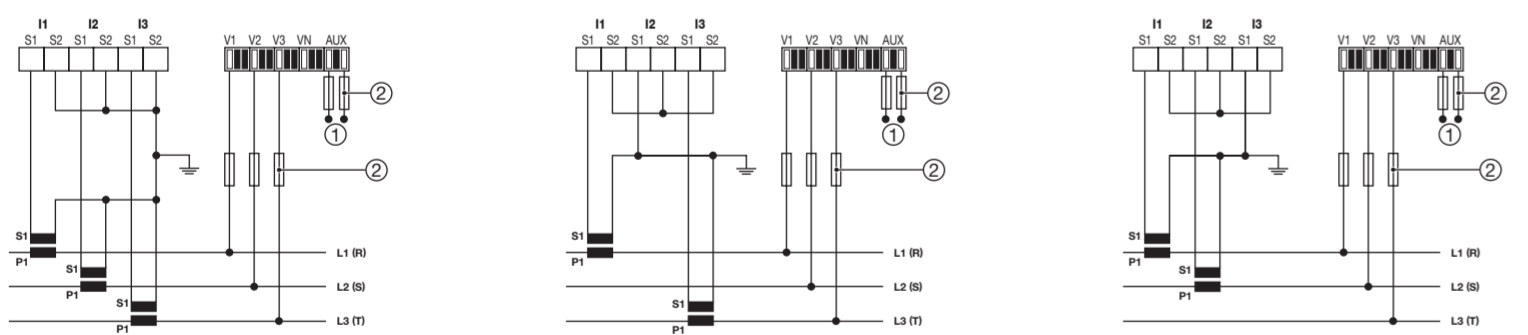 I1 I2 I3
S1 S2 S1 S2 S1 S2 V1 V2 V3 VN AUX
2
1
2
S1
P1 L1 (R)
S1
P1 L2 (S)
S1
P1 L3 (T)
I1 I2 I3
S1 S2 S1 S2 S1 S2 V1 V2 V3 VN AUX
2
1
2
S1
P1 L1 (R)
L2 (S)
S1
P1 L3 (T)
I1 I2 I3
S1 S2 S1 S2 S1 S2 V1 V2 V3 VN AUX
2
1
2
S1
P1 L1 (R)
S1
P1 L2 (S)
L3 (T)